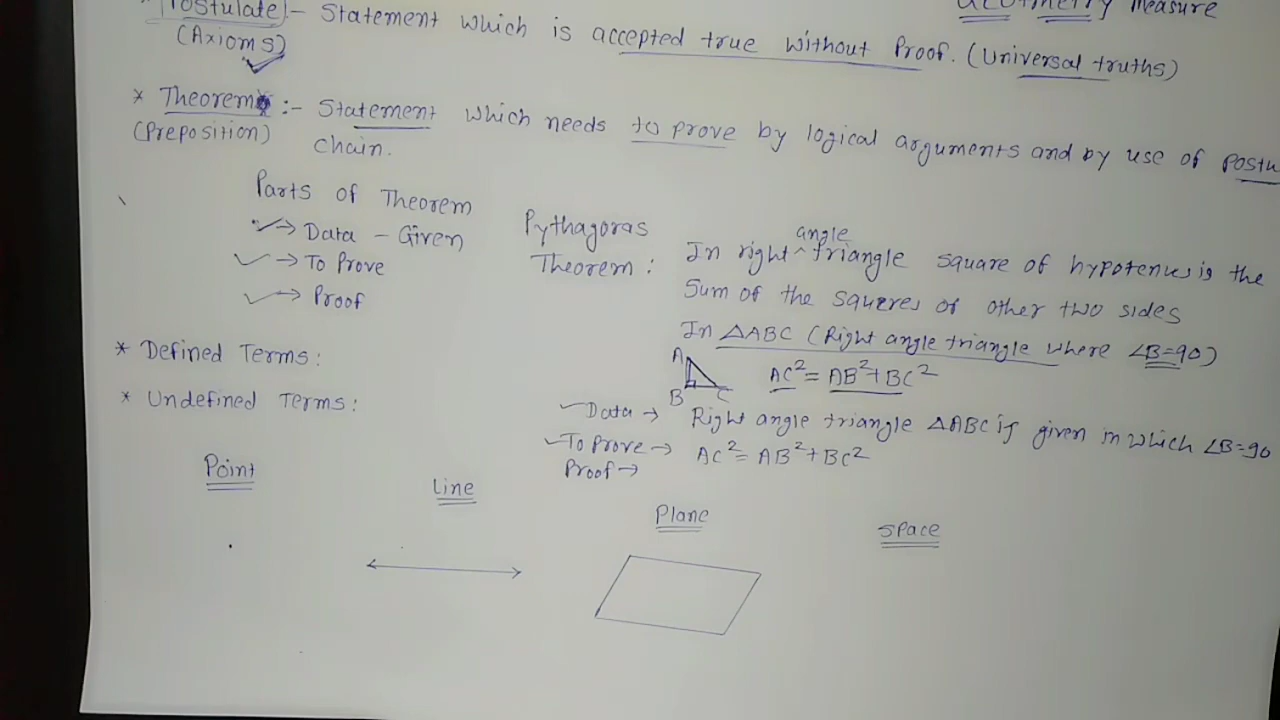 Postulate :- Statement which is accepted true without Proof. (Universal truths)
measure
(Axioms)
* Theorem :- Statement which needs to prove by logical arguments and by use of Postu
(Preposition) chain.
Parts of Theorem
→ Data - Given
→ To Prove
→ Proof
Pythagoras
Theorem :
angle
In right ^ triangle square of hypotenus is the
Sum of the squeres of other two sides
In △ABC (Right angle triangle where ∠B=90)
A
B
C
AC²= AB²+BC²
* Defined Terms:
* Undefined Terms:
Data → Right angle triangle △ABC is given in which ∠B=90
To Prove → AC²= AB²+BC²
Proof →
Point
Line
Plane
Space